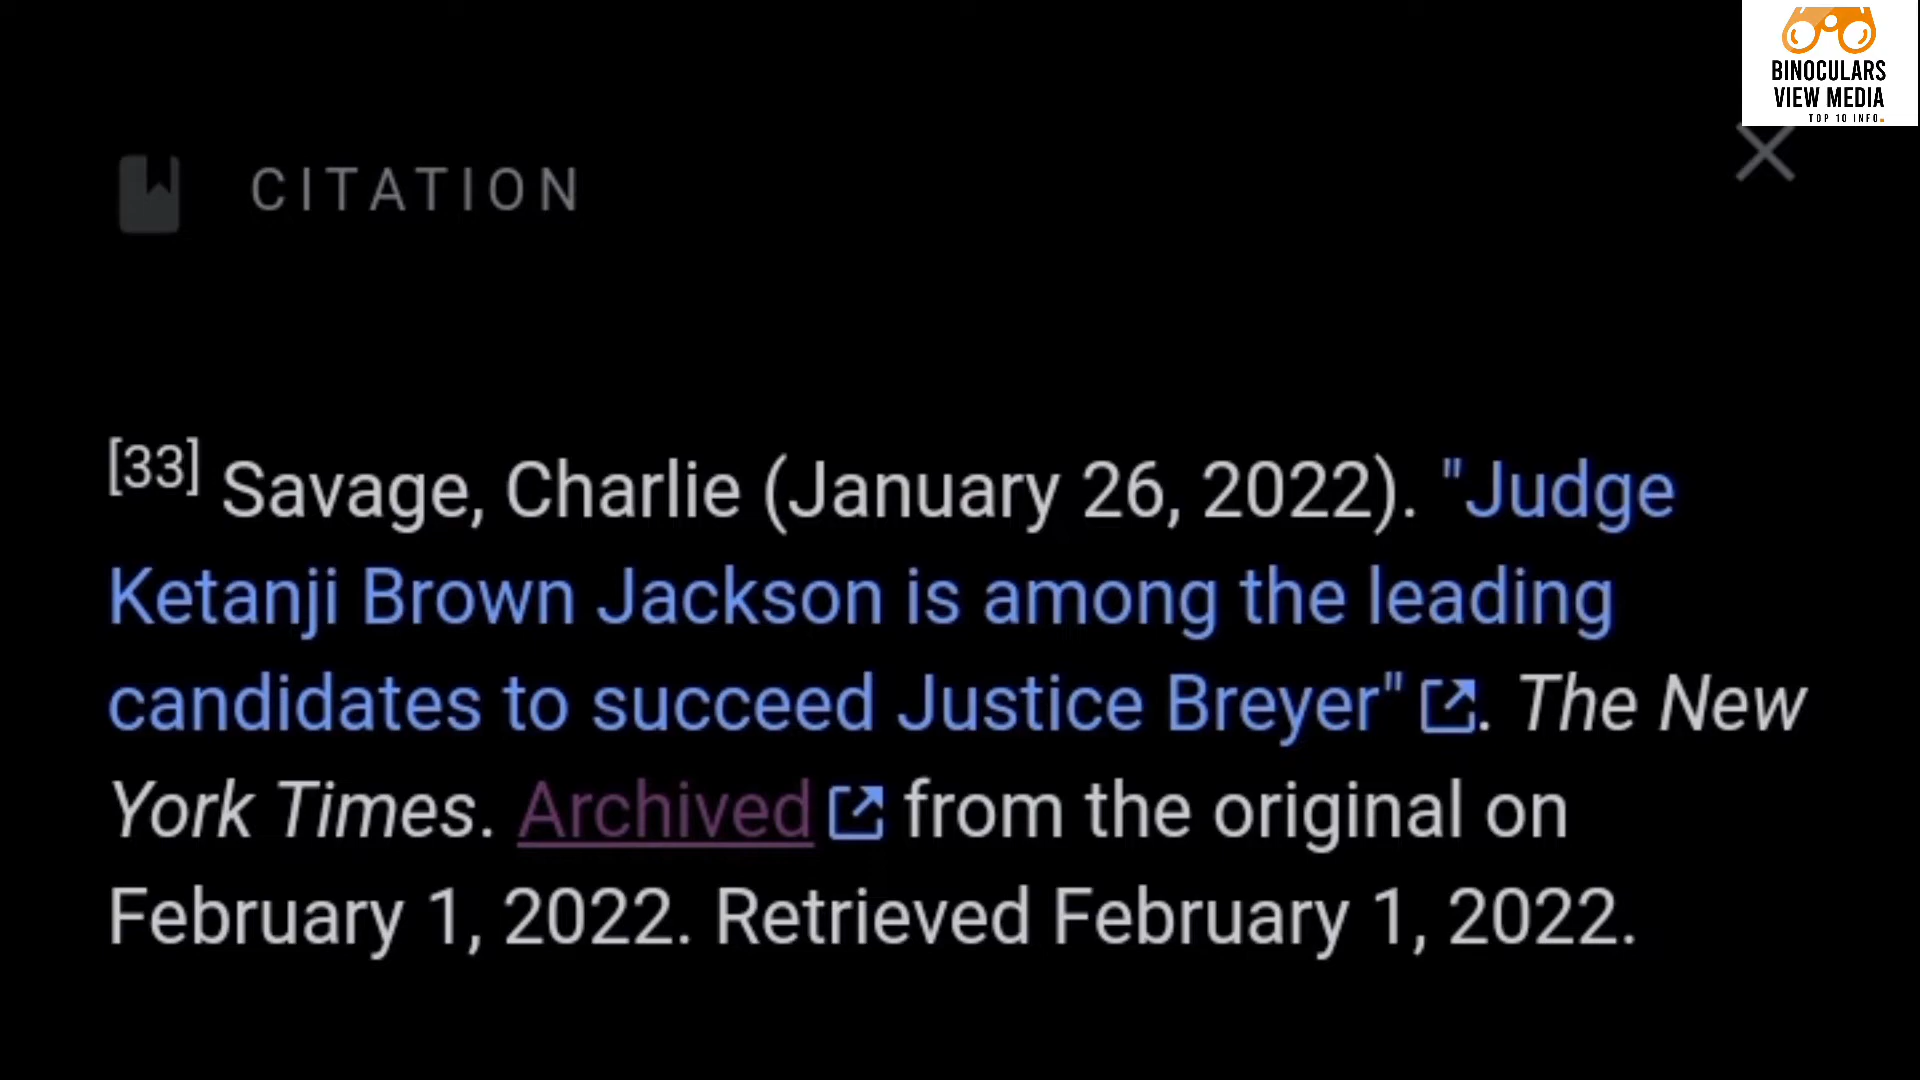 BINOCULARS
VIEW MEDIA
TOP 10 INFO.
CITATION
[33] Savage, Charlie (January 26, 2022). "Judge
Ketanji Brown Jackson is among the leading
candidates to succeed Justice Breyer". The New
York Times. Archived from the original on
February 1, 2022. Retrieved February 1, 2022.